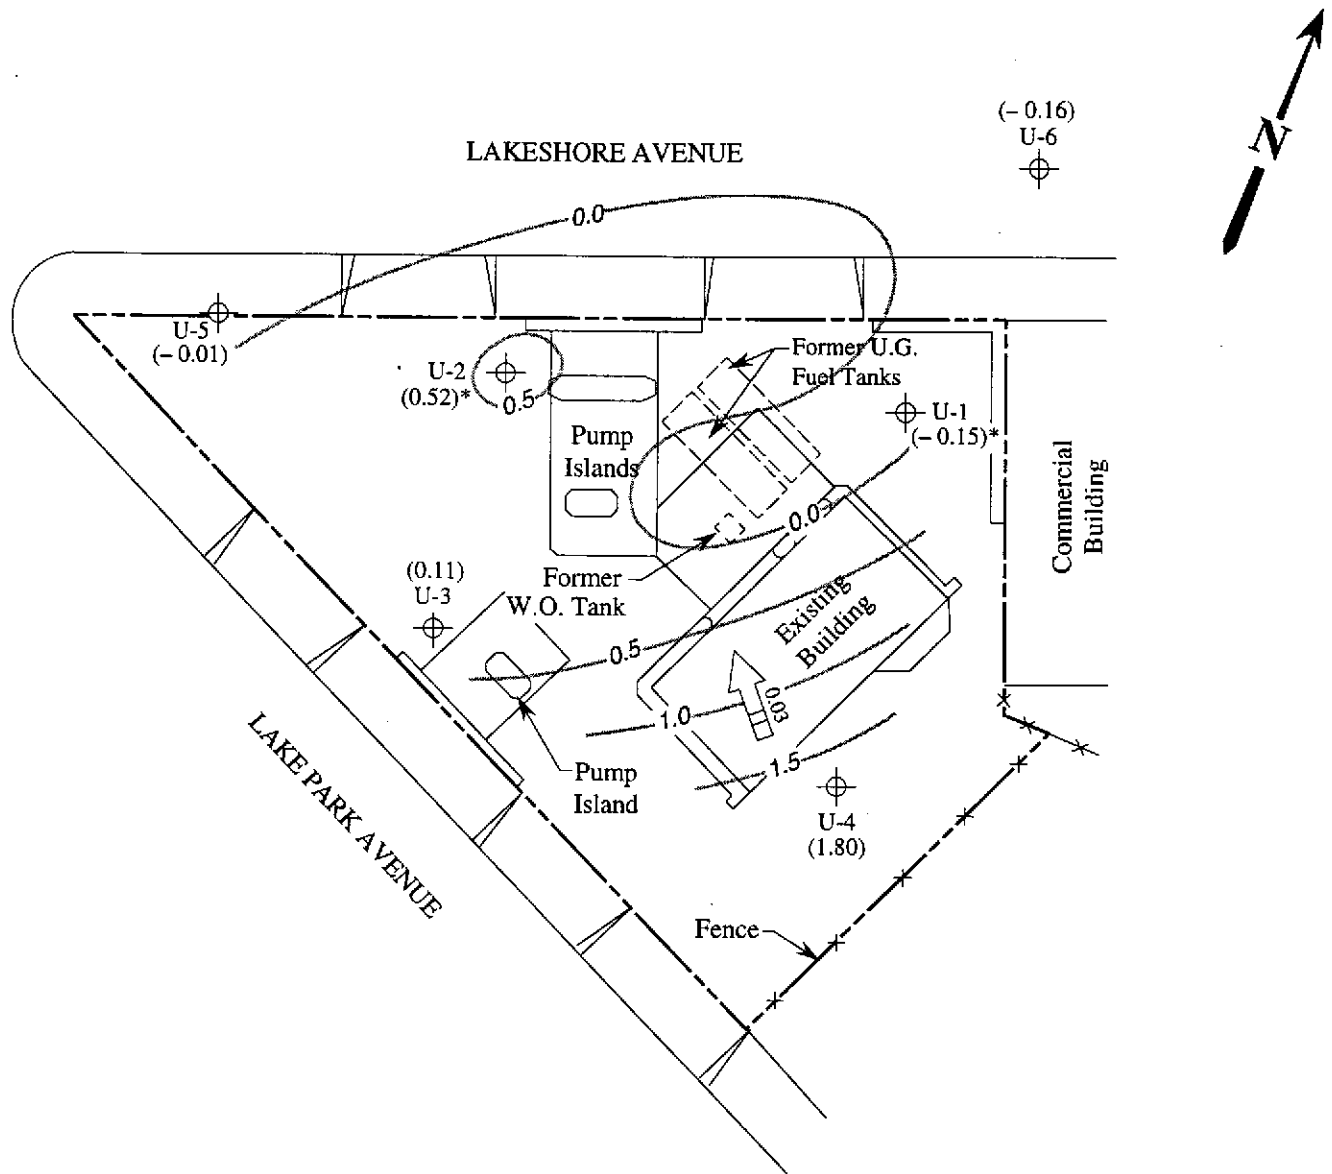 N
(– 0.16)
U-6
LAKESHORE AVENUE
0.0
U-5
(– 0.01)
U-2
(0.52)*
0.5
Former U.G.
Fuel Tanks
U-1
(– 0.15)*
Pump
Islands
Commercial
Building
0.0
(0.11)
U-3
Former
W.O. Tank
Existing
Building
0.5
1.0
0.03
1.5
Pump
Island
U-4
(1.80)
LAKE PARK AVENUE
Fence